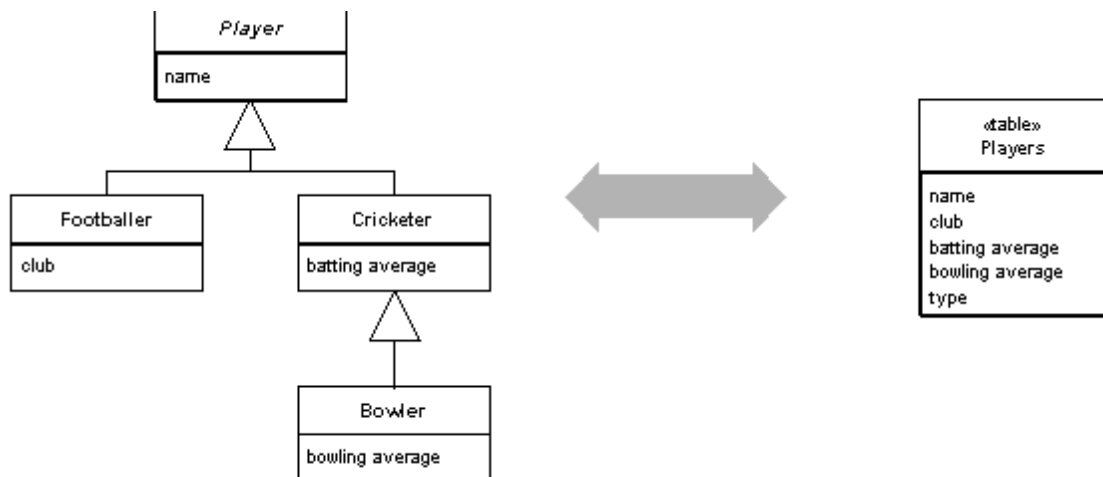 Player
name
Footballer
club
Cricketer
batting average
Bowler
bowling average
«table»
Players
name
club
batting average
bowling average
type